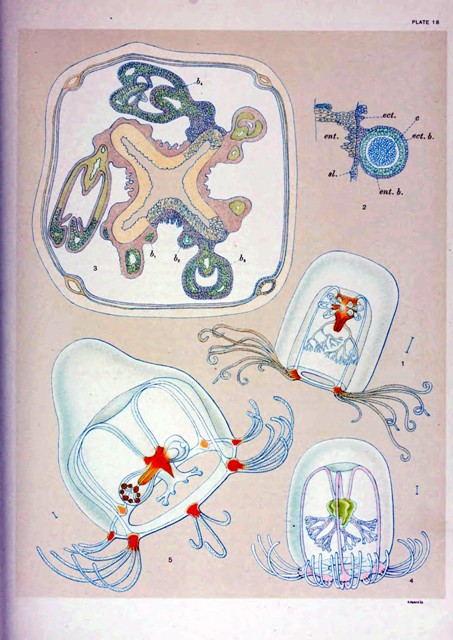 PLATE 18
b,
ect.
c
ent.
ect. b.
sl.
ent. b.
2
b,
b,
b,
3
1
5
4